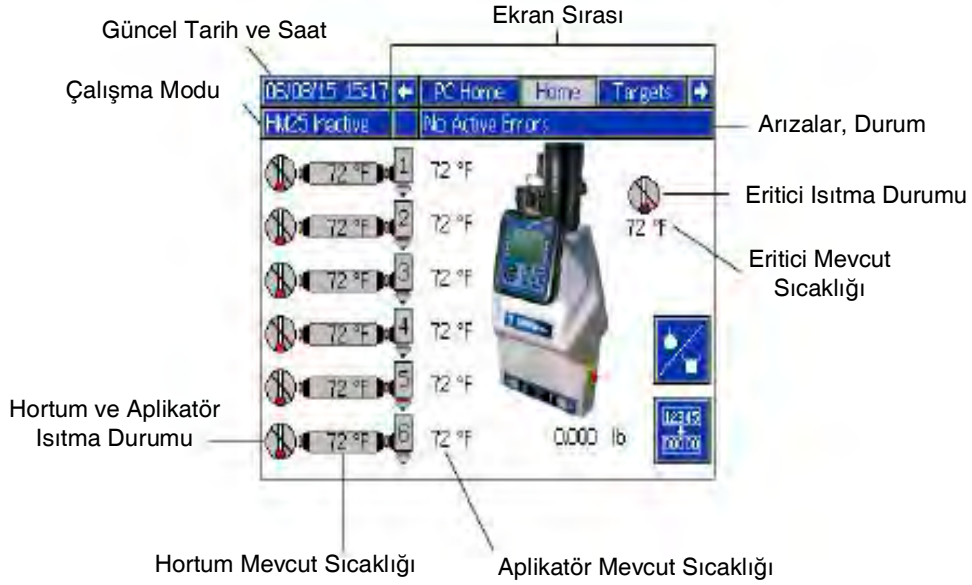 Ekran Sırası
Güncel Tarih ve Saat
Çalışma Modu
06/08/15 15:17
PC Home
Home
Targets
HM25 Inactive
No Active Errors
Arızalar, Durum
72 °F
1
72 °F
Eritici Isıtma Durumu
72 °F
2
72 °F
72 °F
Eritici Mevcut
Sıcaklığı
72 °F
3
72 °F
72 °F
4
72 °F
72 °F
5
72 °F
Hortum ve Aplikatör
Isıtma Durumu
72 °F
6
72 °F
0.000 lb
12345
00000
Hortum Mevcut Sıcaklığı
Aplikatör Mevcut Sıcaklığı